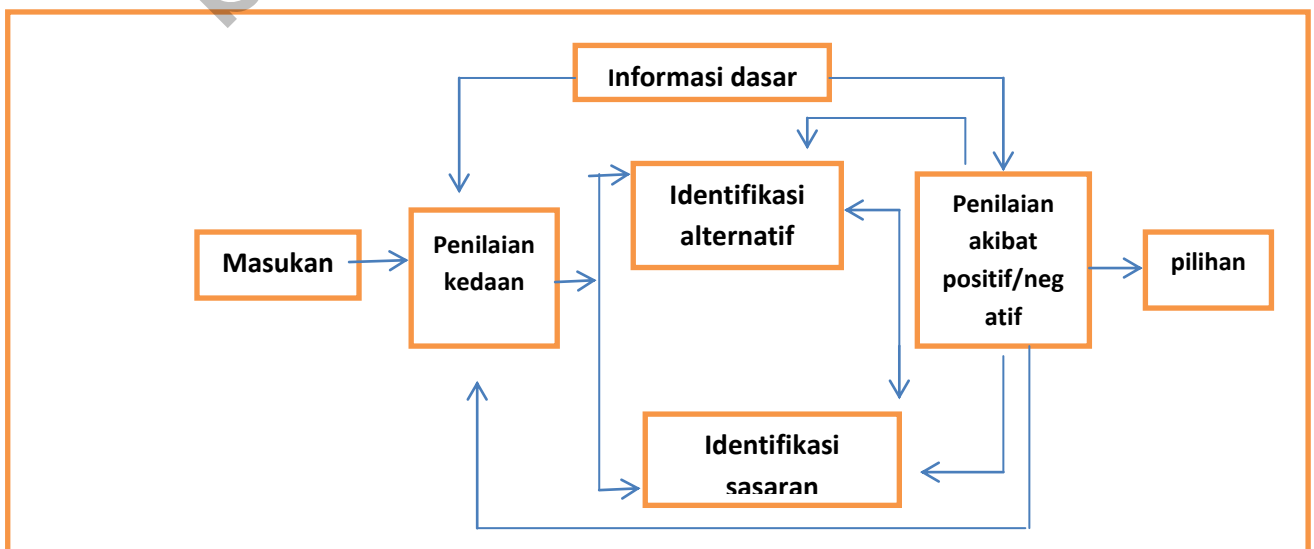 Informasi dasar
Identifikasi
alternatif
Penilaian
akibat
positif/neg
atif
Penilaian
kedaan
Masukan
pilihan
Identifikasi
sasaran